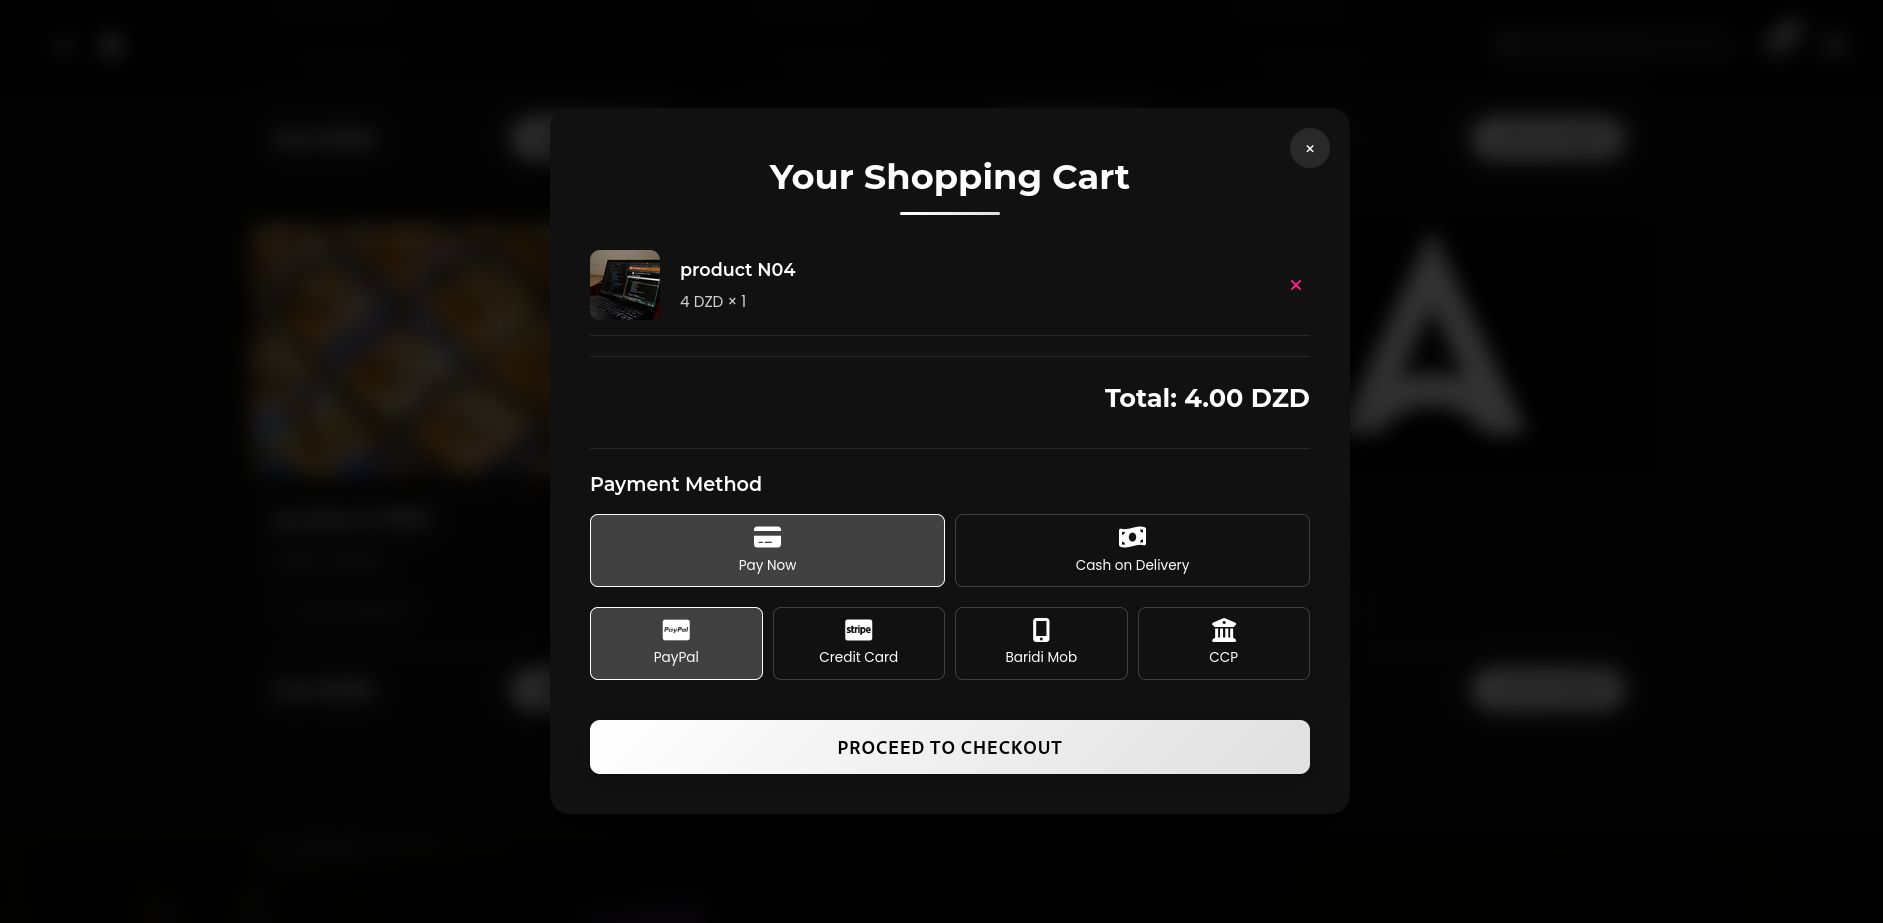 ×
Your Shopping Cart
product N04
4 DZD × 1
×
Total: 4.00 DZD
Payment Method
Pay Now
Cash on Delivery
PayPal
PayPal
stripe
Credit Card
Baridi Mob
CCP
PROCEED TO CHECKOUT
A